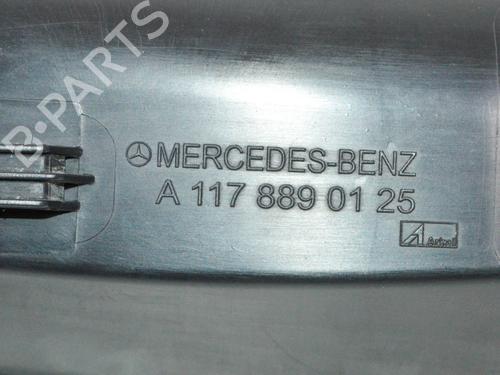 B-PARTS
MERCEDES-BENZ
A 117 889 01 25